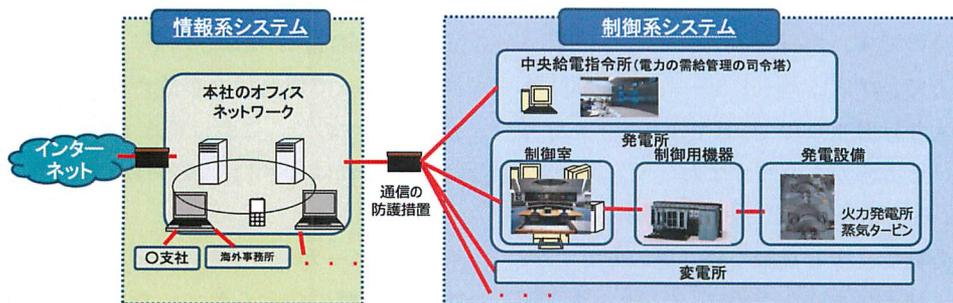 情報系システム
本社のオフィス
ネットワーク
インター
ネット
〇支社
海外事務所
・・・
通信の
防護措置
制御系システム
中央給電指令所(電力の需給管理の司令塔)
発電所
制御室
制御用機器
発電設備
火力発電所
蒸気タービン
変電所
・・・